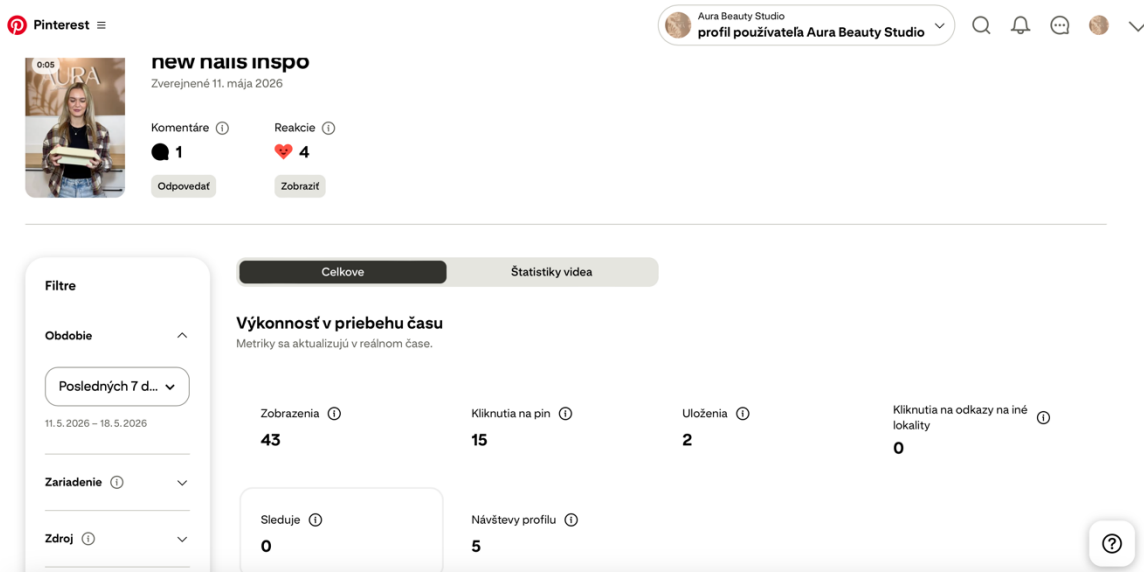 Pinterest
Aura Beauty Studio
profil používateľa Aura Beauty Studio
0:05
AURA
new nails inspo
Zverejnené 11. mája 2026
Komentáre
Reakcie
1
4
Odpovedať
Zobraziť
Filtre
Celkove
Štatistiky videa
Obdobie
Výkonnosť v priebehu času
Metriky sa aktualizujú v reálnom čase.
Posledných 7 d...
11. 5. 2026 – 18. 5. 2026
Zobrazenia
Kliknutia na pin
Uloženia
Kliknutia na odkazy na iné
lokality
43
15
2
0
Zariadenie
Sleduje
Návštevy profilu
Zdroj
0
5